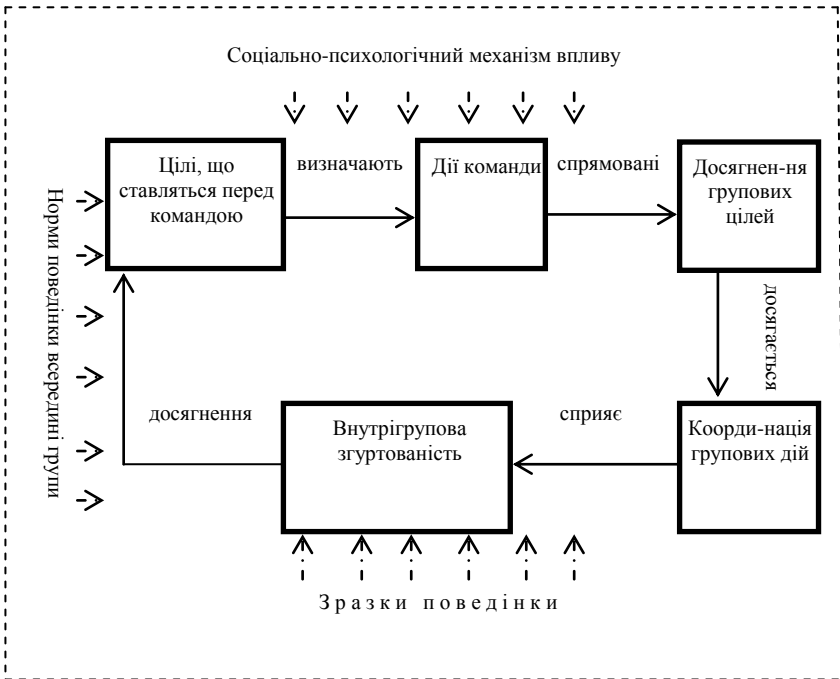 Соціально-психологічний механізм впливу
Цілі, що
ставляться перед
командою
визначають
Дії команди
спрямовані
Досягнен-ня
групових
цілей
Норми поведінки всередині групи
досягається
досягнення
Внутрігрупова
згуртованість
сприяє
Коорди-нація
групових дій
Зразки поведінки